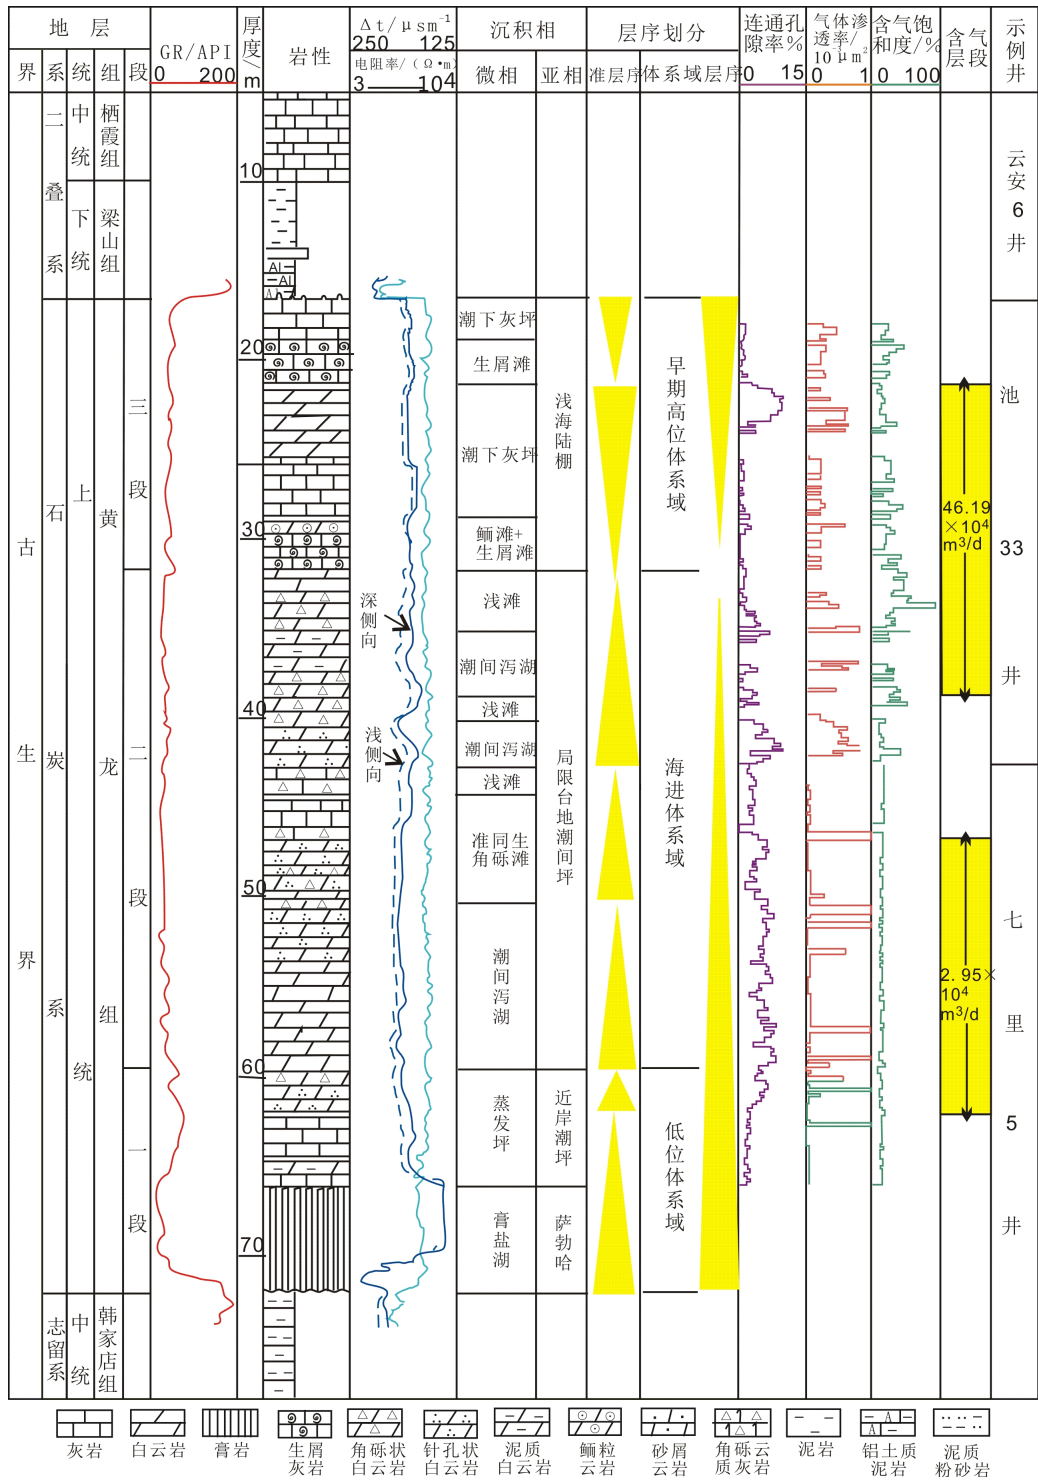 地 层
界 系 统 组 段
GR/API
0 200
厚度/m
岩性
Δt/μsm⁻¹
250 125
电阻率/(Ω•m)
3 104
沉积相
微相 亚相
层序划分
准层序 体系域 层序
连通孔隙率%
0 15
气体渗透率/10⁻³μm²
0 1
含气饱和度/%
0 100
含气层段
示例井
古生界
二叠系
石炭系
志留系
中统
下统
上统
中统
栖霞组
梁山组
黄龙组
韩家店组
三段
二段
一段
10
20
30
40
50
60
70
Al
Al
Al
深侧向
浅侧向
潮下灰坪
生屑滩
潮下灰坪
鲕滩+
生屑滩
浅滩
潮间泻湖
浅滩
潮间泻湖
浅滩
准同生
角砾滩
潮间泻湖
蒸发坪
膏盐湖
浅海陆棚
局限台地潮间坪
近岸潮坪
萨勃哈
早期高位体系域
海进体系域
低位体系域
46.19
×10⁴
m³/d
2.95×
10⁴
m³/d
云安6井
池33井
七里5井
灰岩
白云岩
膏岩
生屑
灰岩
角砾状
白云岩
针孔状
白云岩
泥质
白云岩
鲕粒
云岩
砂屑
云岩
角砾云
质灰岩
泥岩
A
A
铝土质
泥岩
泥质
粉砂岩